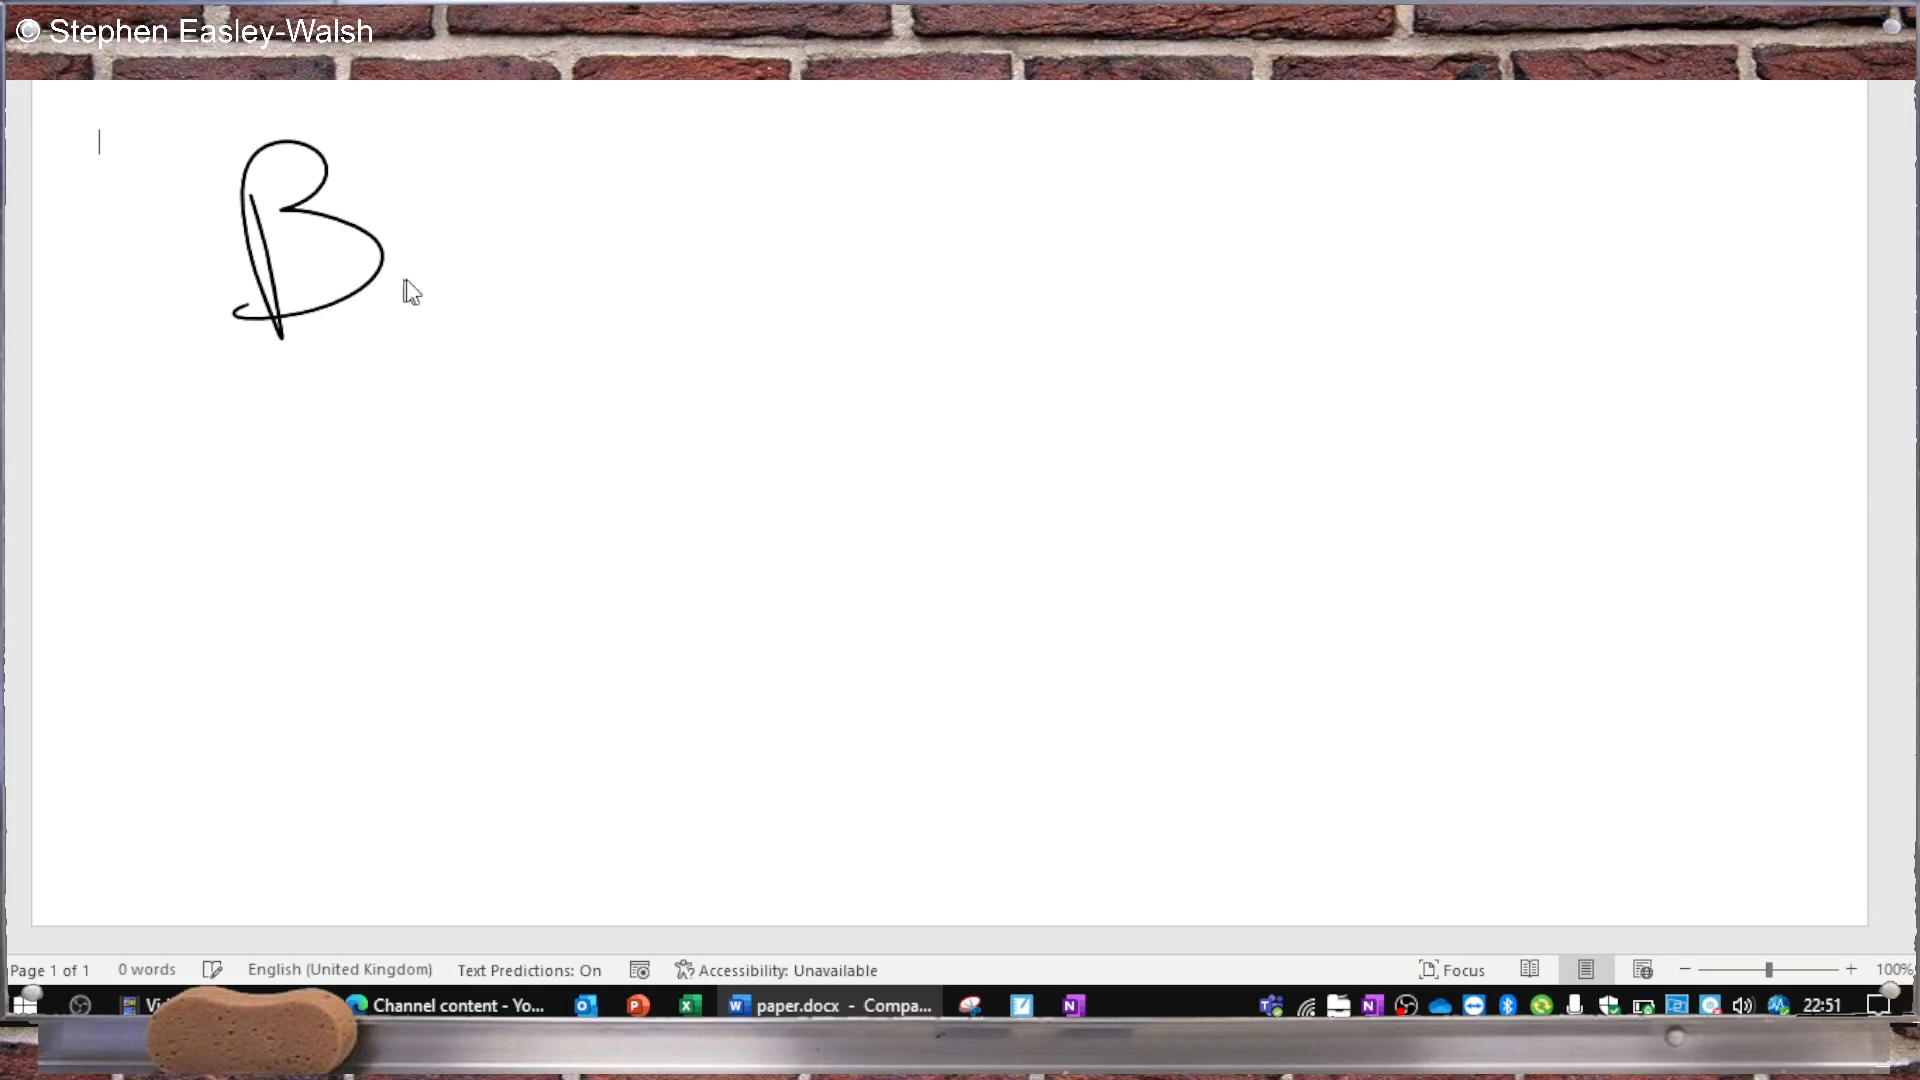 © Stephen Easley-Walsh
B
Page 1 of 1 0 words English (United Kingdom) Text Predictions: On Accessibility: Unavailable Focus 100%
Channel content - Yo... paper.docx - Compa... 22:51